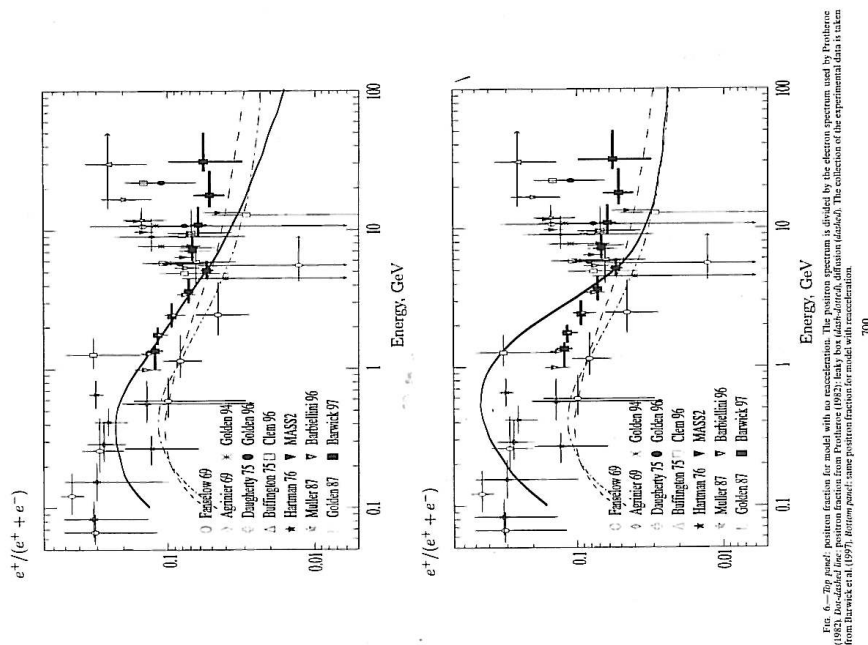 e⁺/(e⁺ + e⁻)
0.1
0.01
0.1
1
10
100
Energy, GeV
Fanselow 69
Agrinier 69
Daugherty 75
Buffington 75
Hartman 76
Muller 87
Golden 87
Golden 94
Golden 96
Clem 96
MASS2
Barbiellini 96
Barwick 97
e⁺/(e⁺ + e⁻)
0.1
0.01
0.1
1
10
100
Energy, GeV
Fanselow 69
Agrinier 69
Daugherty 75
Buffington 75
Hartman 76
Muller 87
Golden 87
Golden 94
Golden 96
Clem 96
MASS2
Barbiellini 96
Barwick 97
FIG. 6.—Top panel: positron fraction for model with no reacceleration. The positron spectrum is divided by the electron spectrum used by Protheroe
(1982). Dot-dashed line: positron fraction from Protheroe (1982): leaky box (dash-dotted), diffusion (dashed). The collection of the experimental data is taken
from Barwick et al. (1997). Bottom panel: same positron fraction for model with reacceleration.
700